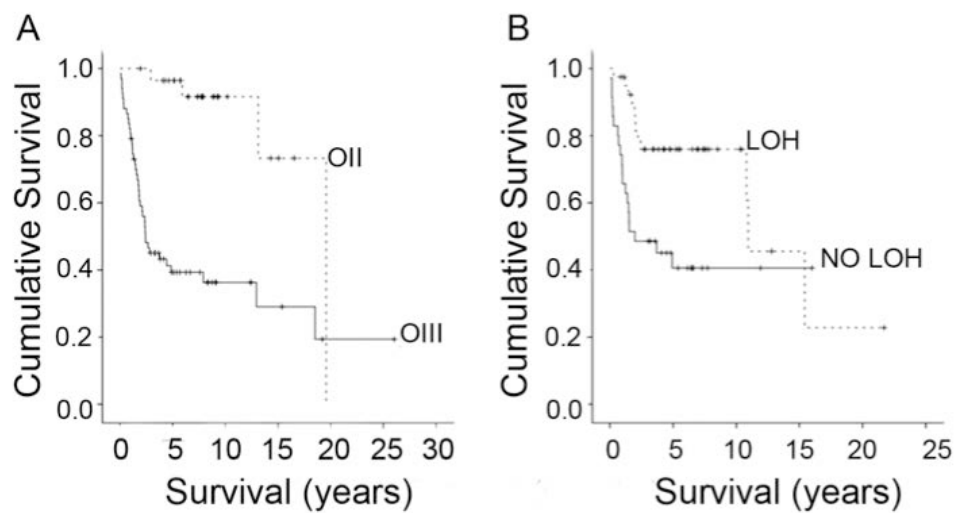 A
Cumulative Survival
1.0
0.8
0.6
0.4
0.2
0.0
OII
OIII
0 5 10 15 20 25 30
Survival (years)
B
Cumulative Survival
1.0
0.8
0.6
0.4
0.2
0.0
LOH
NO LOH
0 5 10 15 20 25
Survival (years)